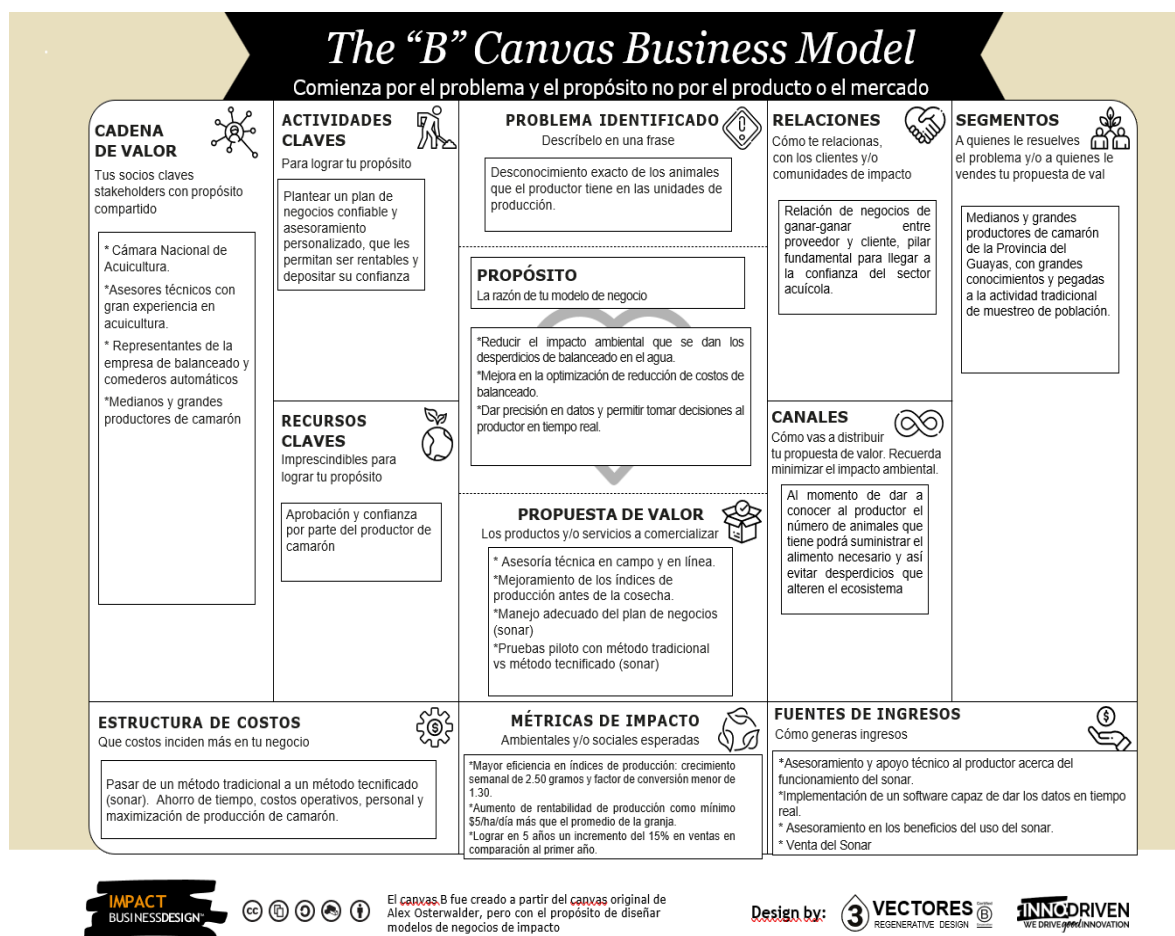 The “B” Canvas Business Model
Comienza por el problema y el propósito no por el producto o el mercado
CADENA
DE VALOR
Tus socios claves
stakeholders con propósito
compartido
* Cámara Nacional de
Acuicultura.
*Asesores técnicos con
gran experiencia en
acuicultura.
* Representantes de la
empresa de balanceado y
comederos automáticos
*Medianos y grandes
productores de camarón
ACTIVIDADES
CLAVES
Para lograr tu propósito
Plantear un plan de
negocios confiable y
asesoramiento
personalizado, que les
permitan ser rentables y
depositar su confianza
RECURSOS
CLAVES
Imprescindibles para
lograr tu propósito
Aprobación y confianza
por parte del productor de
camarón
PROBLEMA IDENTIFICADO
Descríbelo en una frase
Desconocimiento exacto de los animales
que el productor tiene en las unidades de
producción.
PROPÓSITO
La razón de tu modelo de negocio
*Reducir el impacto ambiental que se dan los
desperdicios de balanceado en el agua.
*Mejora en la optimización de reducción de costos de
balanceado.
*Dar precisión en datos y permitir tomar decisiones al
productor en tiempo real.
PROPUESTA DE VALOR
Los productos y/o servicios a comercializar
* Asesoría técnica en campo y en línea.
*Mejoramiento de los índices de
producción antes de la cosecha.
*Manejo adecuado del plan de negocios
(sonar)
*Pruebas piloto con método tradicional
vs método tecnificado (sonar)
RELACIONES
Cómo te relacionas,
con los clientes y/o
comunidades de impacto
Relación de negocios de
ganar-ganar entre
proveedor y cliente, pilar
fundamental para llegar a
la confianza del sector
acuícola.
CANALES
Cómo vas a distribuir
tu propuesta de valor. Recuerda
minimizar el impacto ambiental.
Al momento de dar a
conocer al productor el
número de animales que
tiene podrá suministrar el
alimento necesario y así
evitar desperdicios que
alteren el ecosistema
SEGMENTOS
A quienes le resuelves
el problema y/o a quienes le
vendes tu propuesta de val
Medianos y grandes
productores de camarón
de la Provincia del
Guayas, con grandes
conocimientos y pegadas
a la actividad tradicional
de muestreo de población.
ESTRUCTURA DE COSTOS
Que costos inciden más en tu negocio
Pasar de un método tradicional a un método tecnificado
(sonar). Ahorro de tiempo, costos operativos, personal y
maximización de producción de camarón.
MÉTRICAS DE IMPACTO
Ambientales y/o sociales esperadas
*Mayor eficiencia en índices de producción: crecimiento
semanal de 2.50 gramos y factor de conversión menor de
1.30.
*Aumento de rentabilidad de producción como mínimo
$5/ha/día más que el promedio de la granja.
*Lograr en 5 años un incremento del 15% en ventas en
comparación al primer año.
FUENTES DE INGRESOS
Cómo generas ingresos
*Asesoramiento y apoyo técnico al productor acerca del
funcionamiento del sonar.
*Implementación de un software capaz de dar los datos en tiempo
real.
* Asesoramiento en los beneficios del uso del sonar.
* Venta del Sonar
IMPACT
BUSINESSDESIGN
cc
El canvas B fue creado a partir del canvas original de
Alex Osterwalder, pero con el propósito de diseñar
modelos de negocios de impacto
Design by:
3 VECTORES
REGENERATIVE DESIGN
B
INNODRIVEN
WE DRIVE good INNOVATION